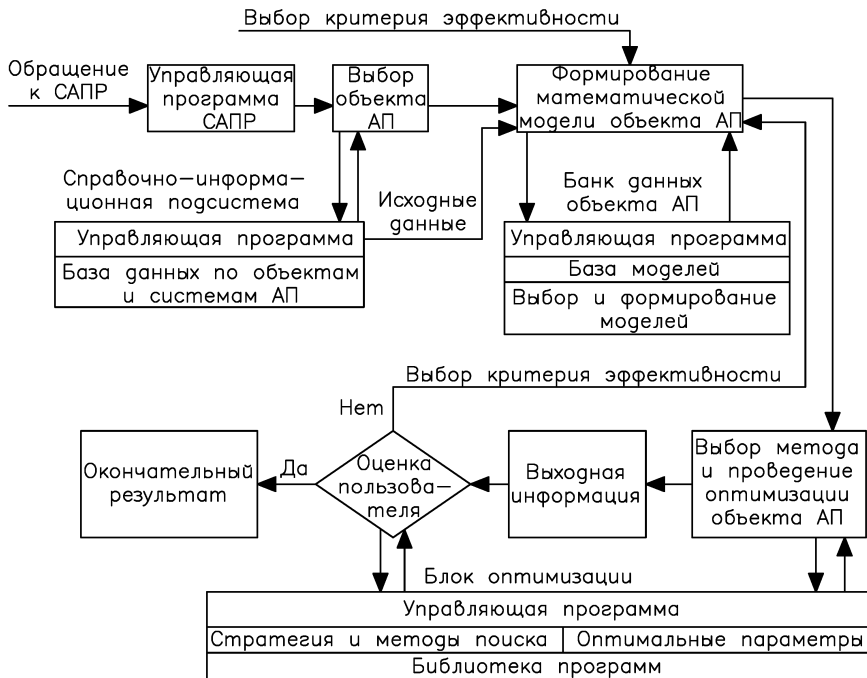 Выбор критерия эффективности
Обращение
к САПР
Управляющая
программа
САПР
Выбор
объекта
АП
Формирование
математической
модели объекта АП
Справочно-информа-
ционная подсистема
Исходные
данные
Банк данных
объекта АП
Управляющая программа
База данных по объектам
и системам АП
Управляющая программа
База моделей
Выбор и формирование
моделей
Выбор критерия эффективности
Нет
Окончательный
результат
Да
Оценка
пользова-
теля
Выходная
информация
Выбор метода
и проведение
оптимизации
объекта АП
Блок оптимизации
Управляющая программа
Стратегия и методы поиска
Оптимальные параметры
Библиотека программ